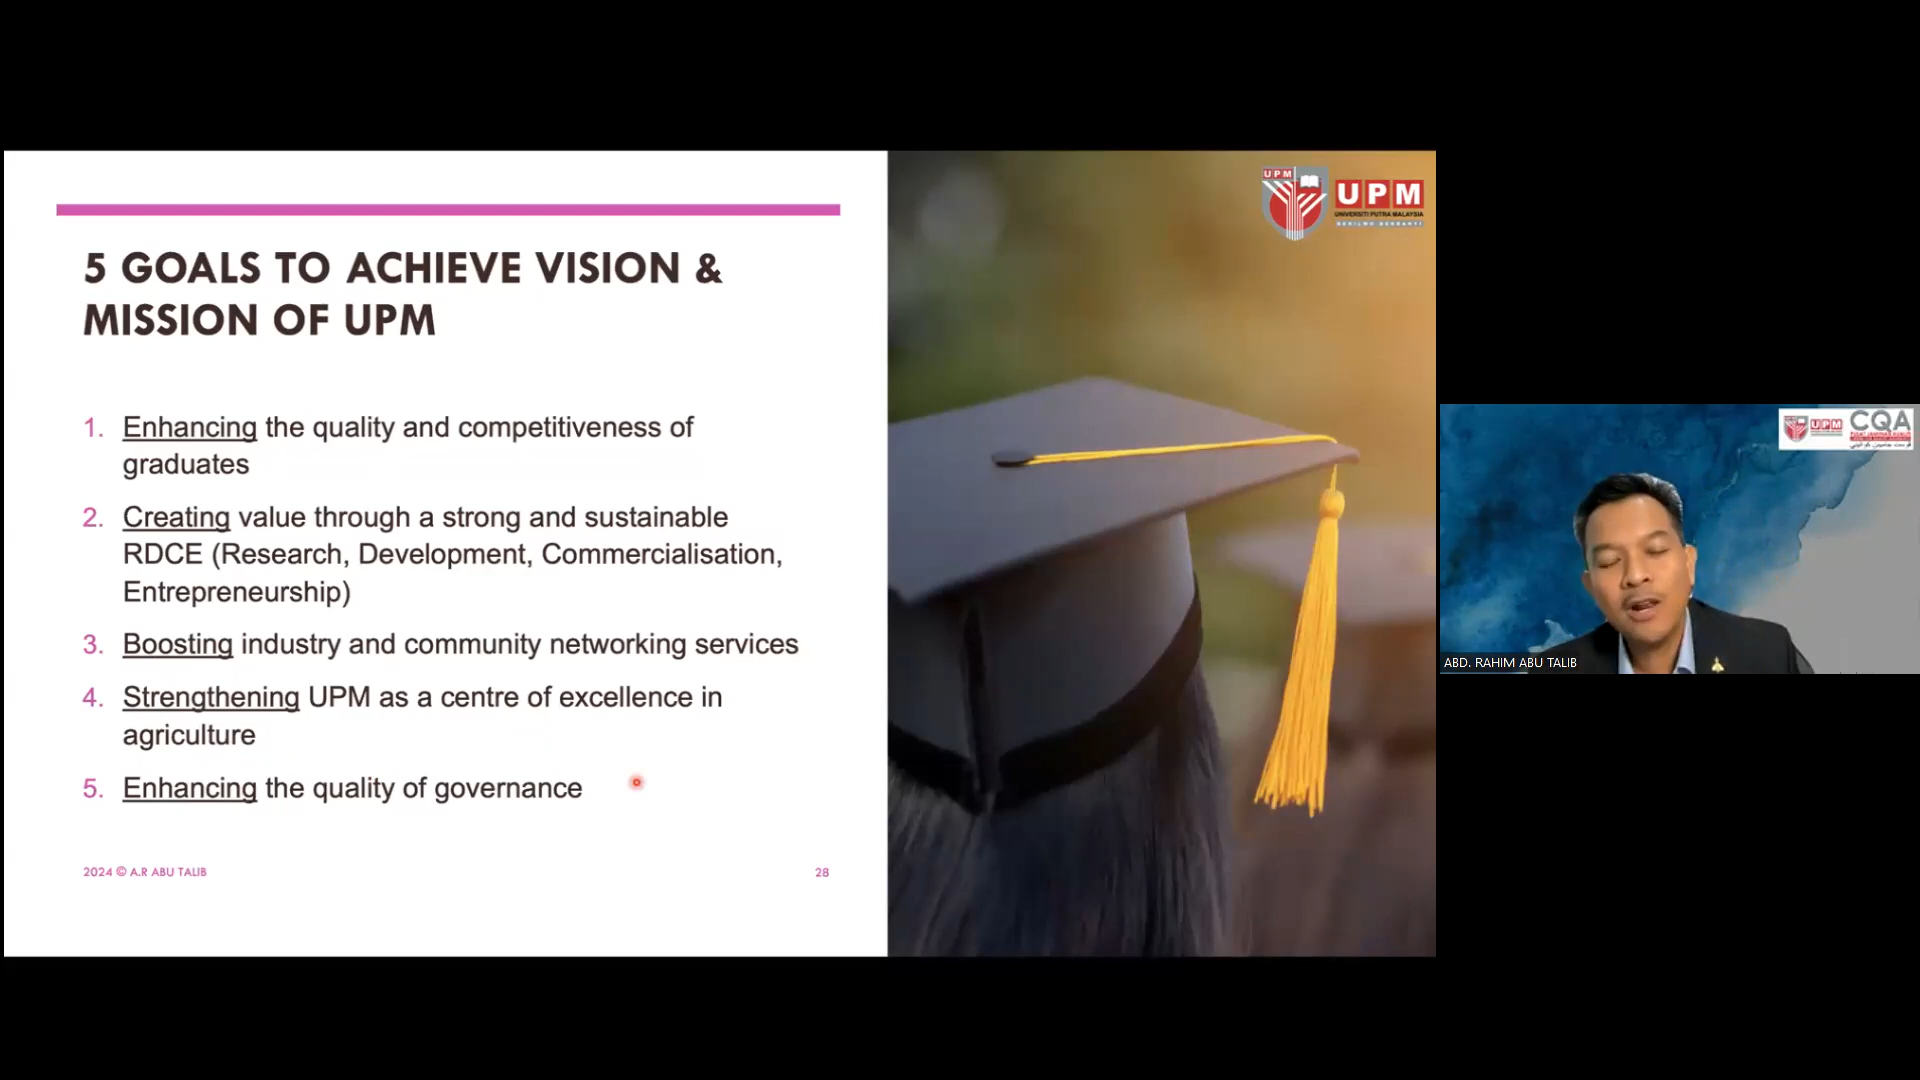 5 GOALS TO ACHIEVE VISION &
MISSION OF UPM
1. Enhancing the quality and competitiveness of
graduates
2. Creating value through a strong and sustainable
RDCE (Research, Development, Commercialisation,
Entrepreneurship)
3. Boosting industry and community networking services
4. Strengthening UPM as a centre of excellence in
agriculture
5. Enhancing the quality of governance
2024 © A.R ABU TALIB
28
UPM
UPM
UNIVERSITI PUTRA MALAYSIA
BERILMU BERBAKTI
UPM
CQA
ABD. RAHIM ABU TALIB